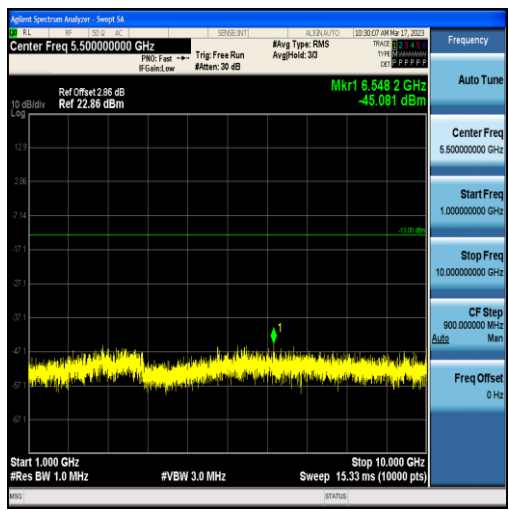 Agilent Spectrum Analyzer - Swept SA
RL RF 50 Ω AC SENSE:INT ALIGN AUTO 10:30:07 AM Mar 17, 2023
Center Freq 5.500000000 GHz
PNO: Fast
IFGain:Low
Trig: Free Run
#Atten: 30 dB
#Avg Type: RMS
Avg|Hold: 3/3
TRACE 1 2 3 4 5 6
TYPE
DET P P P P P P
Frequency
Mkr1 6.548 2 GHz
-45.081 dBm
Ref Offset 2.86 dB
Ref 22.86 dBm
10 dB/div
Log
12.9
2.86
-7.14
-13.00 dBm
-17.1
-27.1
-37.1
1
-47.1
-57.1
-67.1
Start 1.000 GHz
Stop 10.000 GHz
#Res BW 1.0 MHz
#VBW 3.0 MHz
Sweep 15.33 ms (10000 pts)
MSG
STATUS
Auto Tune
Center Freq
5.500000000 GHz
Start Freq
1.000000000 GHz
Stop Freq
10.000000000 GHz
CF Step
900.000000 MHz
Auto Man
Freq Offset
0 Hz